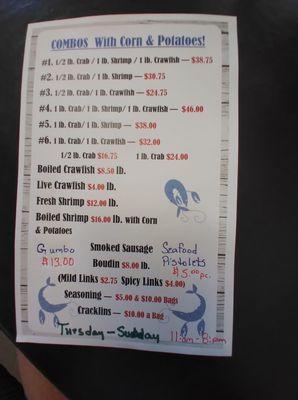 COMBOS With Corn & Potatoes!
#1. 1/2 lb. Crab / 1 lb. Shrimp / 1 lb. Crawfish — $38.75
#2. 1/2 lb. Crab / 1 lb. Shrimp — $30.75
#3. 1/2 lb. Crab/ 1 lb. Crawfish — $24.75
#4. 1 lb. Crab / 1 lb. Shrimp/ 1 lb. Crawfish — $46.00
#5. 1 lb. Crab/ 1 lb. Shrimp — $38.00
#6. 1 lb. Crab / 1 lb. Crawfish — $32.00
1/2 lb. Crab $16.75 1 lb. Crab $24.00
Boiled Crawfish $8.50 lb.
Live Crawfish $4.00 lb.
Fresh Shrimp $12.00 lb.
Boiled Shrimp $16.00 lb. with Corn
& Potatoes
Gumbo Smoked Sausage Seafood
$13.00 Boudin $8.00 lb. Pistolets
$5.00 pc.
(Mild Links $2.75 Spicy Links $4.00)
Seasoning — $5.00 & $10.00 Bags
Cracklins — $10.00 a Bag
Tuesday - Sunday 11:am - 8:pm